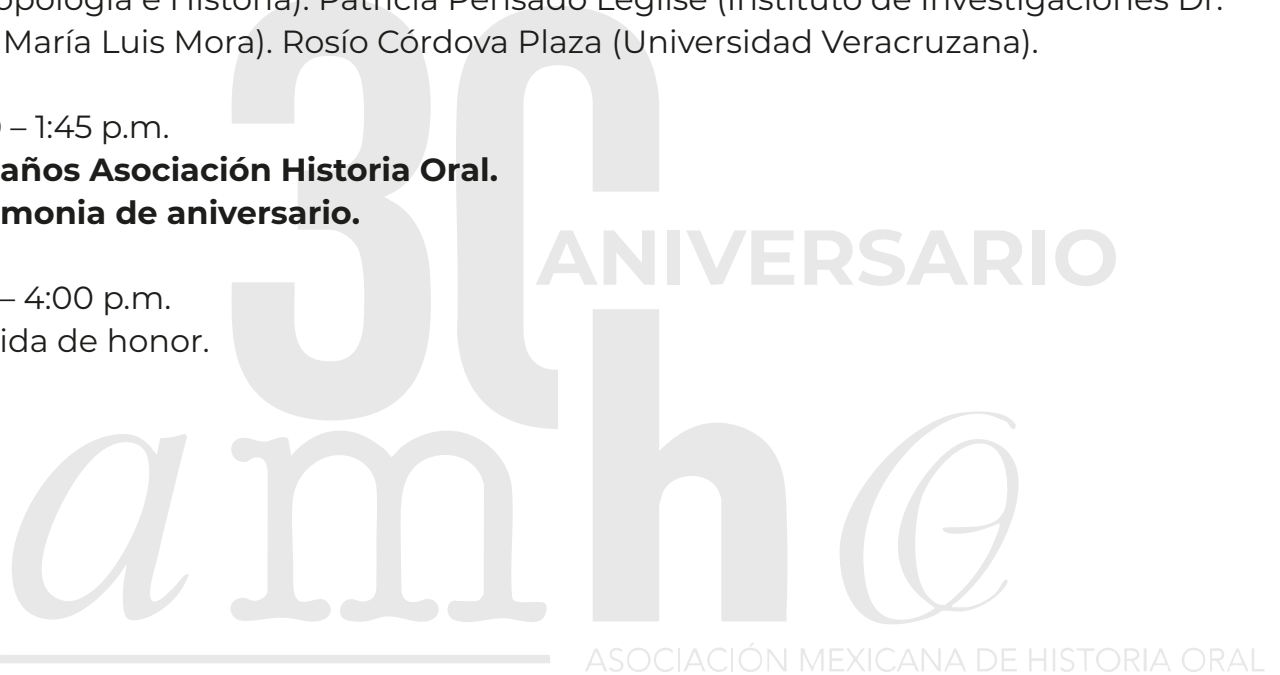 opología e Historia). Patricia Pensado Leglise (Instituto de Investigaciones Dr.
María Luis Mora). Rosío Córdova Plaza (Universidad Veracruzana).
– 1:45 p.m.
años Asociación Historia Oral.
monia de aniversario.
– 4:00 p.m.
ida de honor.
30
ANIVERSARIO
amho
ASOCIACIÓN MEXICANA DE HISTORIA ORAL